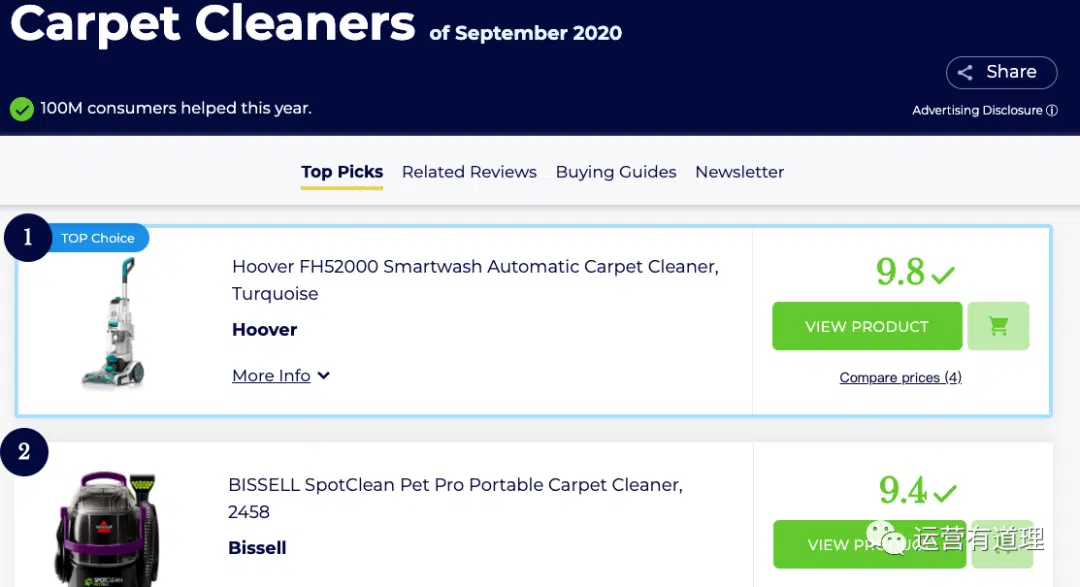 Carpet Cleaners of September 2020
Share
100M consumers helped this year.
Advertising Disclosure
Top Picks Related Reviews Buying Guides Newsletter
1 TOP Choice
Hoover FH52000 Smartwash Automatic Carpet Cleaner,
Turquoise
Hoover
More Info
9.8
VIEW PRODUCT
Compare prices (4)
2
BISSELL SpotClean Pet Pro Portable Carpet Cleaner,
2458
Bissell
BISSELL
SPOTCLEAN
9.4
VIEW
运营有道理